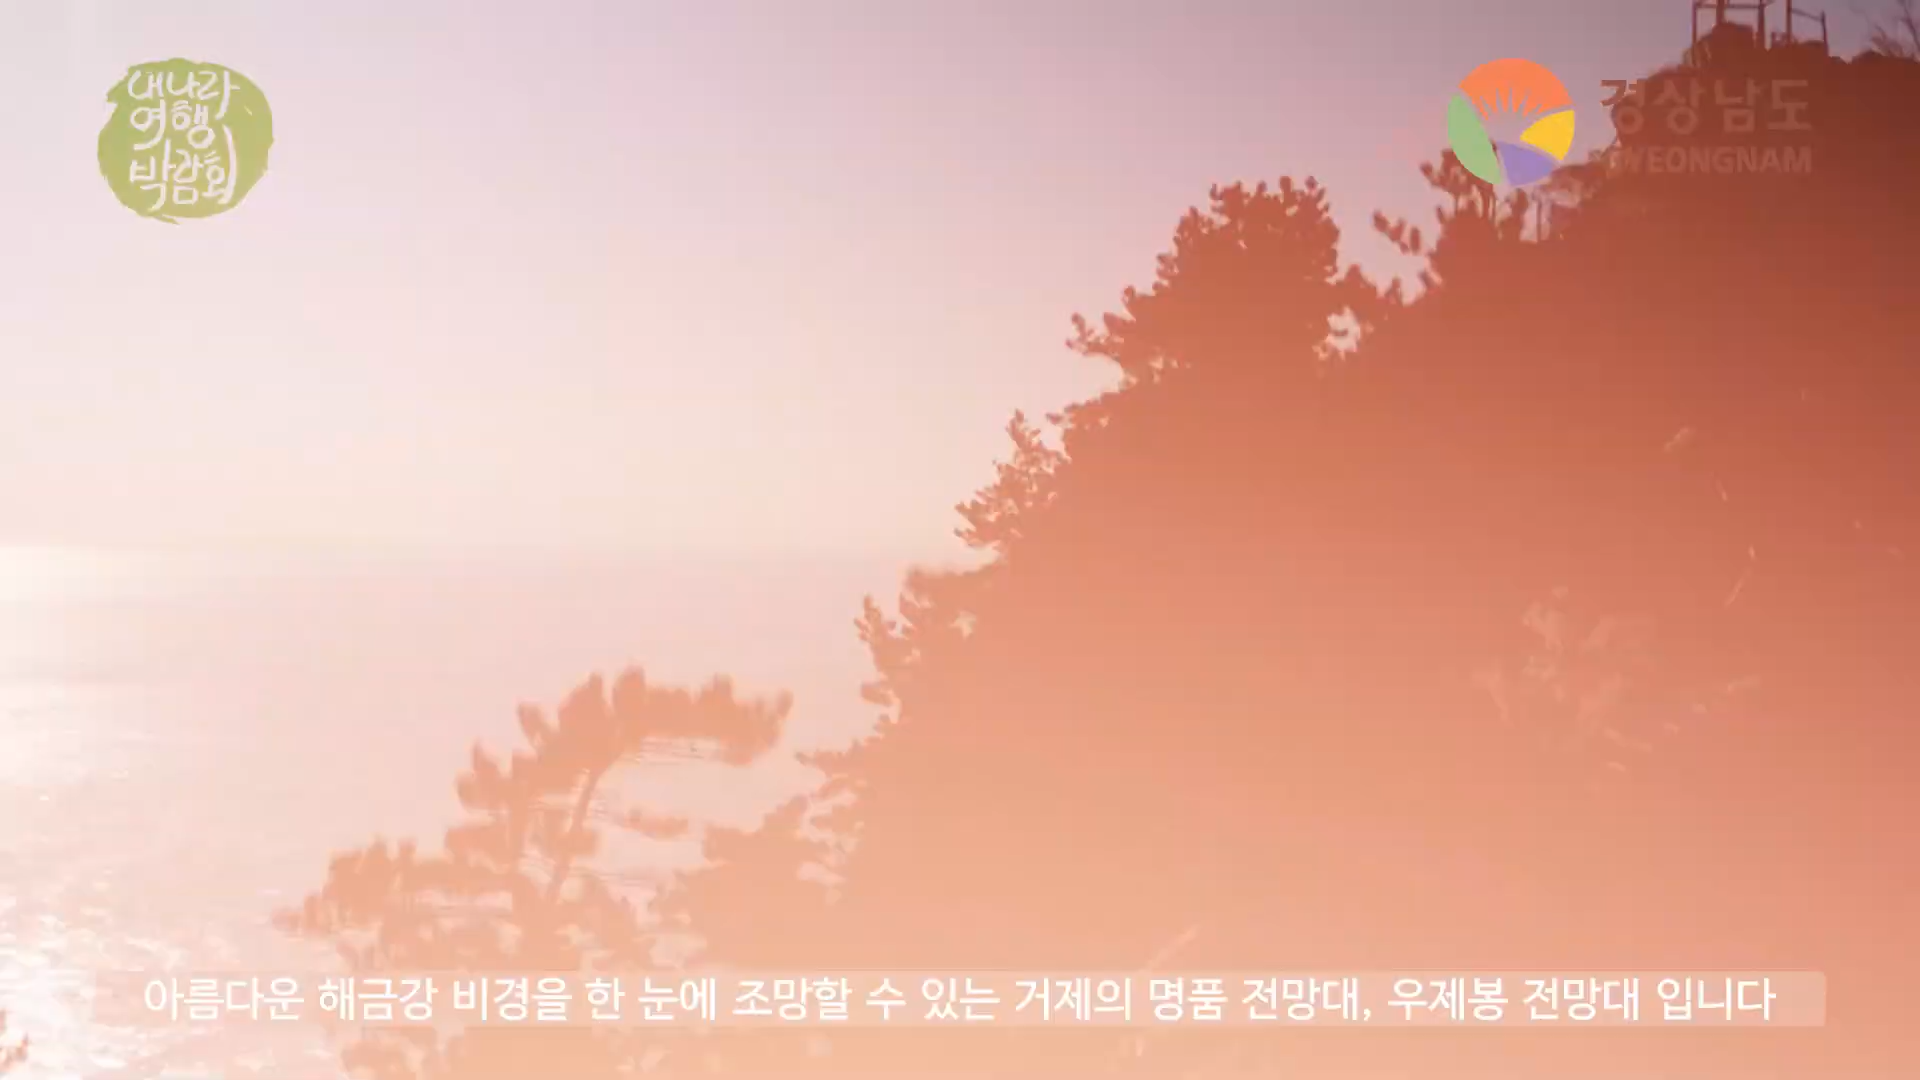 내나라
여행
박람회
경상남도
GYEONGNAM
아름다운 해금강 비경을 한 눈에 조망할 수 있는 거제의 명품 전망대, 우제봉 전망대 입니다